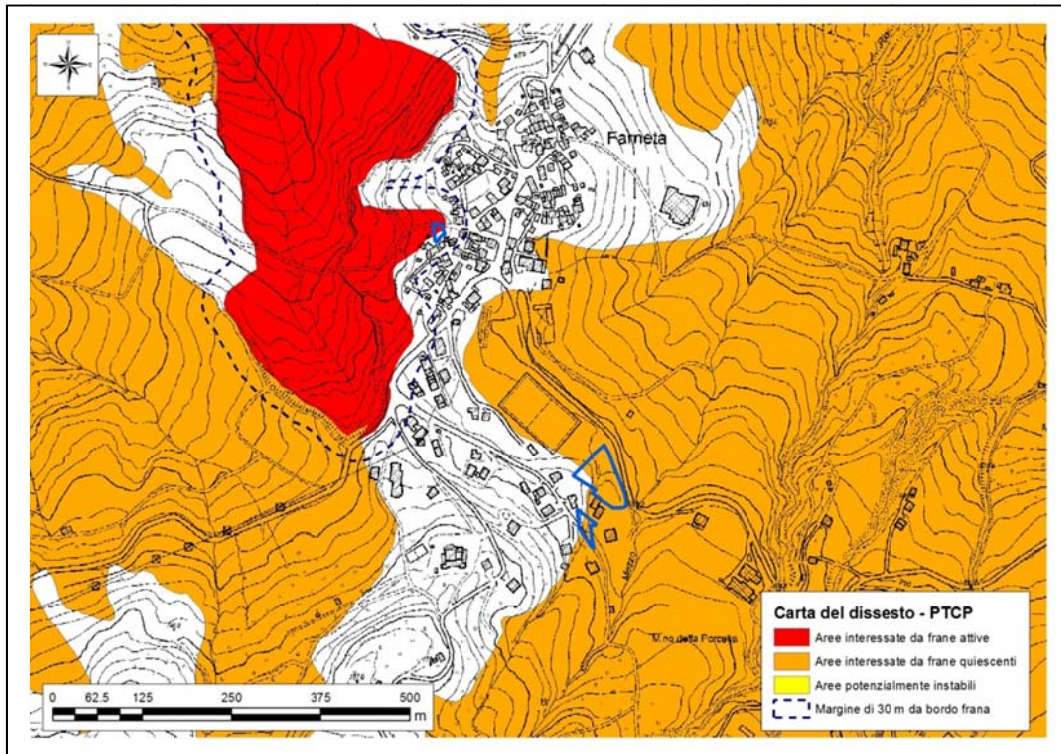 Farneta
M.no della Porcella
Carta del dissesto - PTCP
Aree interessate da frane attive
Aree interessate da frane quiescenti
Aree potenzialmente instabili
Margine di 30 m da bordo frana
0 62.5 125 250 375 500
m